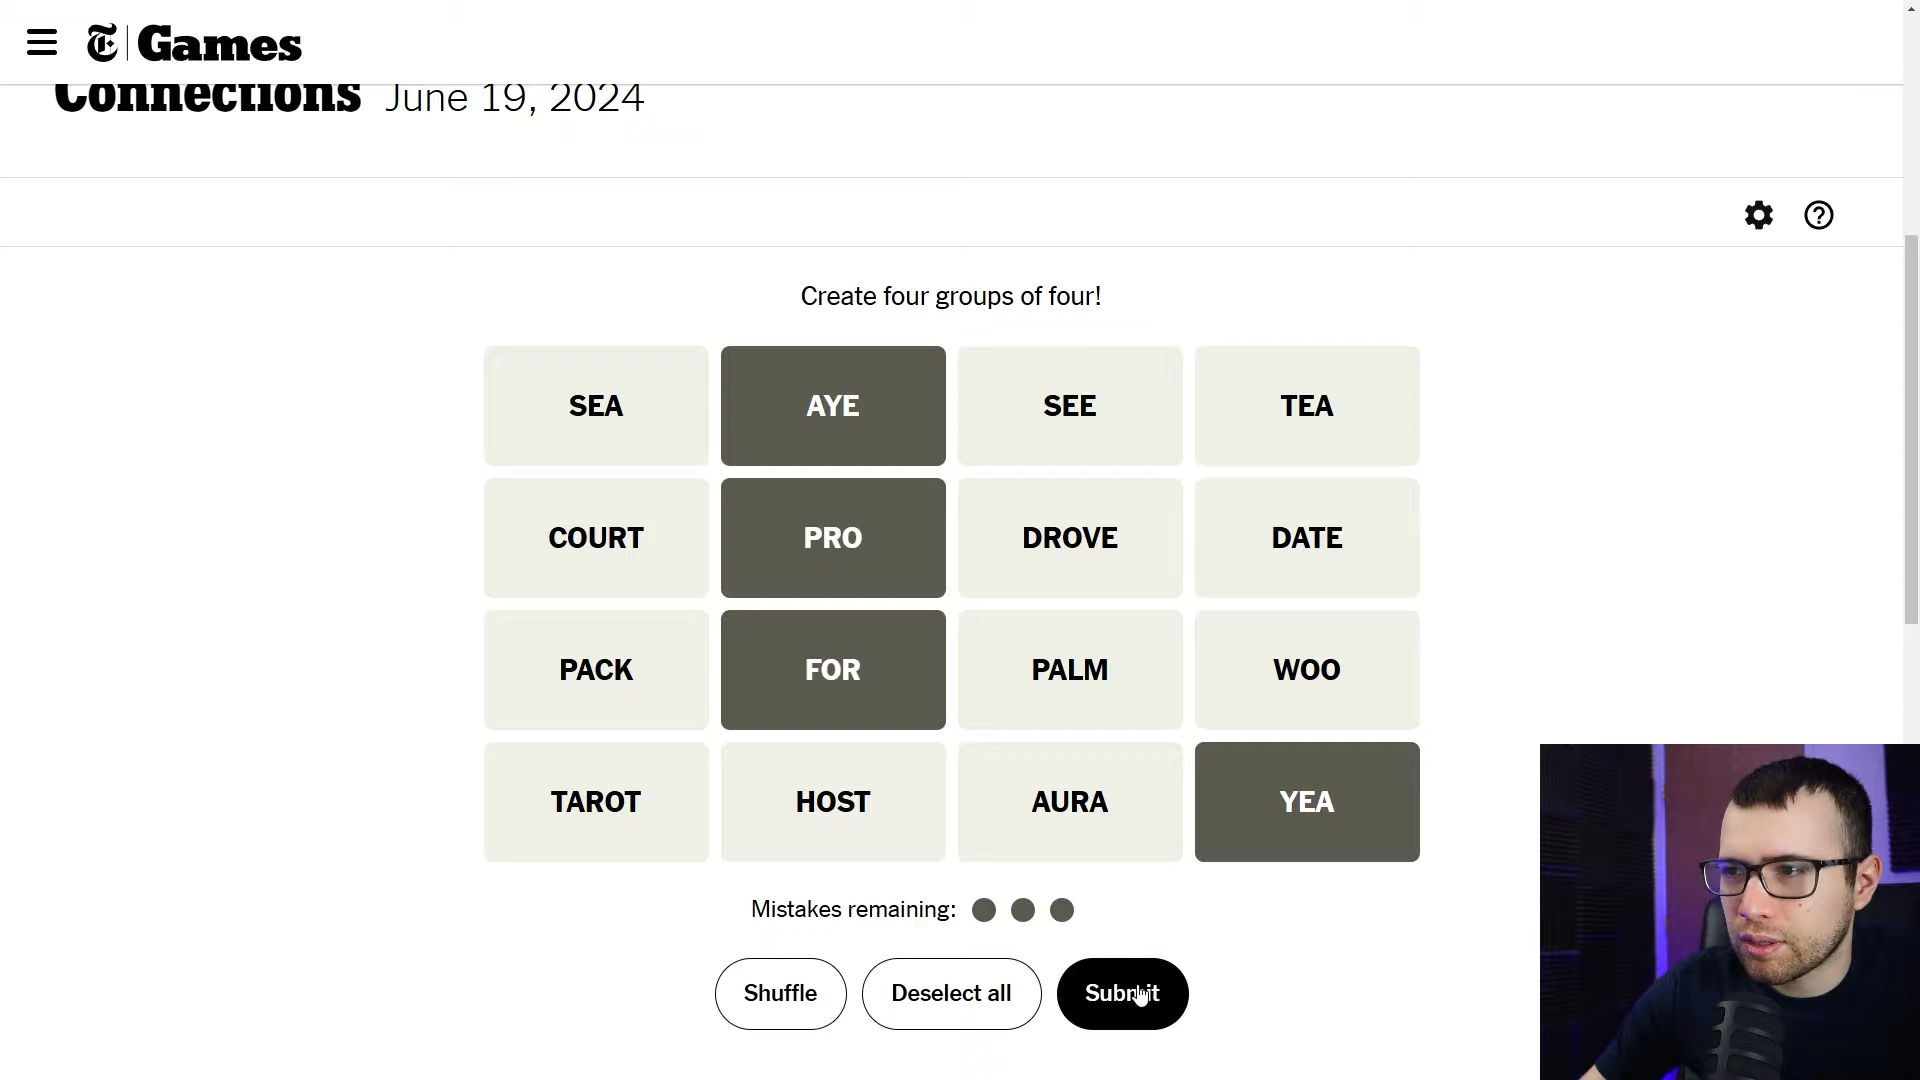 Games
Connections June 19, 2024
Create four groups of four!
SEA AYE SEE TEA
COURT PRO DROVE DATE
PACK FOR PALM WOO
TAROT HOST AURA YEA
Mistakes remaining:
Shuffle Deselect all Submit